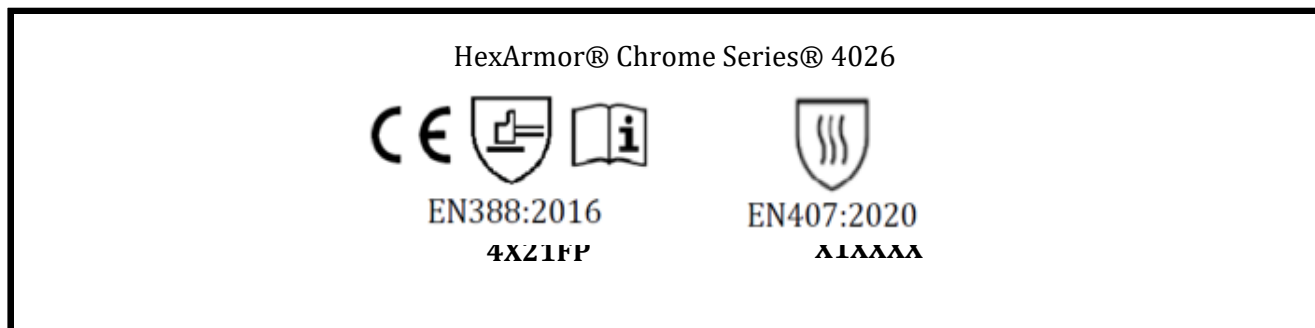 HexArmor® Chrome Series® 4026
CE
i
EN388:2016
EN407:2020
4X21FP
X1XXXX